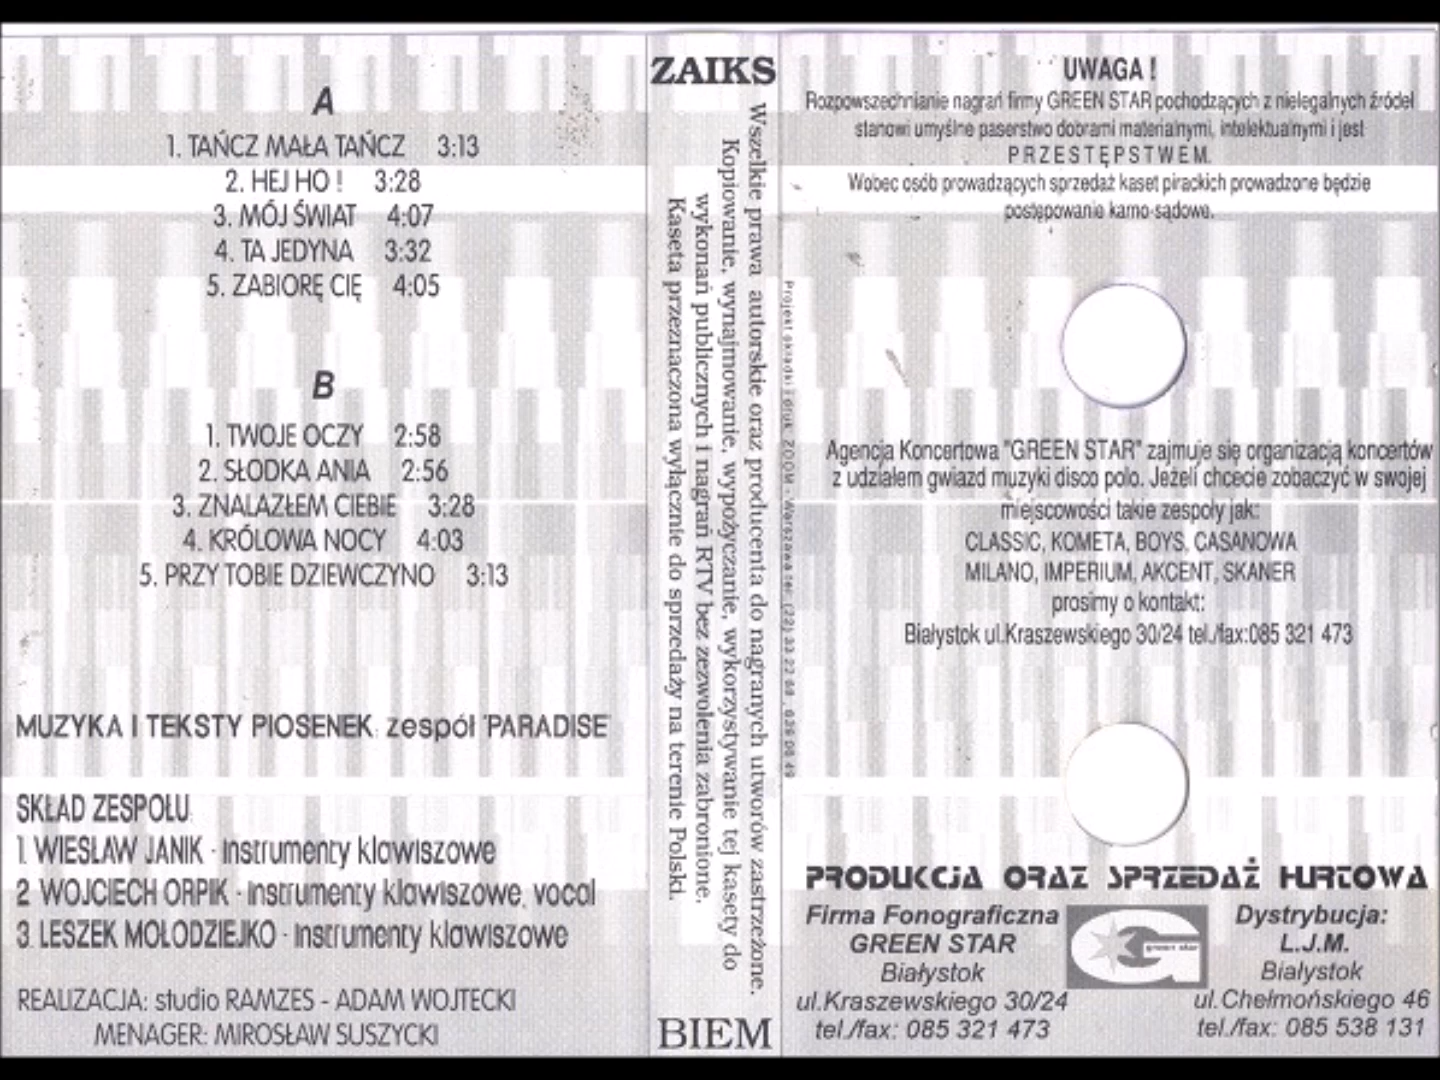 A
1. TAŃCZ MAŁA TAŃCZ 3:13
2. HEJ HO ! 3:28
3. MÓJ ŚWIAT 4:07
4. TA JEDYNA 3:32
5. ZABIORĘ CIĘ 4:05
B
1. TWOJE OCZY 2:58
2. SŁODKA ANIA 2:56
3. ZNALAZŁEM CIEBIE 3:28
4. KRÓLOWA NOCY 4:03
5. PRZY TOBIE DZIEWCZYNO 3:13
MUZYKA I TEKSTY PIOSENEK: zespół 'PARADISE'
SKŁAD ZESPOŁU:
1. WIESŁAW JANIK - instrumenty klawiszowe
2. WOJCIECH ORPIK - instrumenty klawiszowe, vocal
3. LESZEK MOŁODZIEJKO - instrumenty klawiszowe
REALIZACJA: studio RAMZES - ADAM WOJTECKI
MENAGER: MIROSŁAW SUSZYCKI
ZAIKS
Wszelkie prawa autorskie oraz producenta do nagranych utworów zastrzeżone.
Kopiowanie, wynajmowanie, wypożyczanie, wykorzystywanie tej kasety do
wykonań publicznych i nagrań RTV bez zezwolenia zabronione.
Kaseta przeznaczona wyłącznie do sprzedaży na terenie Polski.
BIEM
Projekt okładki i druk: ZOOM - Warszawa tel.
UWAGA !
Rozpowszechnianie nagrań firmy GREEN STAR pochodzących z nielegalnych źródeł
stanowi umyślne paserstwo dobrami materialnymi, intelektualnymi i jest
PRZESTĘPSTWEM.
Wobec osób prowadzących sprzedaż kaset pirackich prowadzone będzie
postępowanie karno-sądowe.
Agencja Koncertowa "GREEN STAR" zajmuje się organizacją koncertów
z udziałem gwiazd muzyki disco polo. Jeżeli chcecie zobaczyć w swojej
miejscowości takie zespoły jak:
CLASSIC, KOMETA, BOYS, CASANOWA
MILANO, IMPERIUM, AKCENT, SKANER
prosimy o kontakt:
Białystok ul.Kraszewskiego 30/24 tel./fax:085 321 473
PRODUKCJA ORAZ SPRZEDAŻ HURTOWA
Firma Fonograficzna
GREEN STAR
Białystok
ul.Kraszewskiego 30/24
tel./fax: 085 321 473
green star
Dystrybucja:
L.J.M.
Białystok
ul.Chełmońskiego 46
tel./fax: 085 538 131